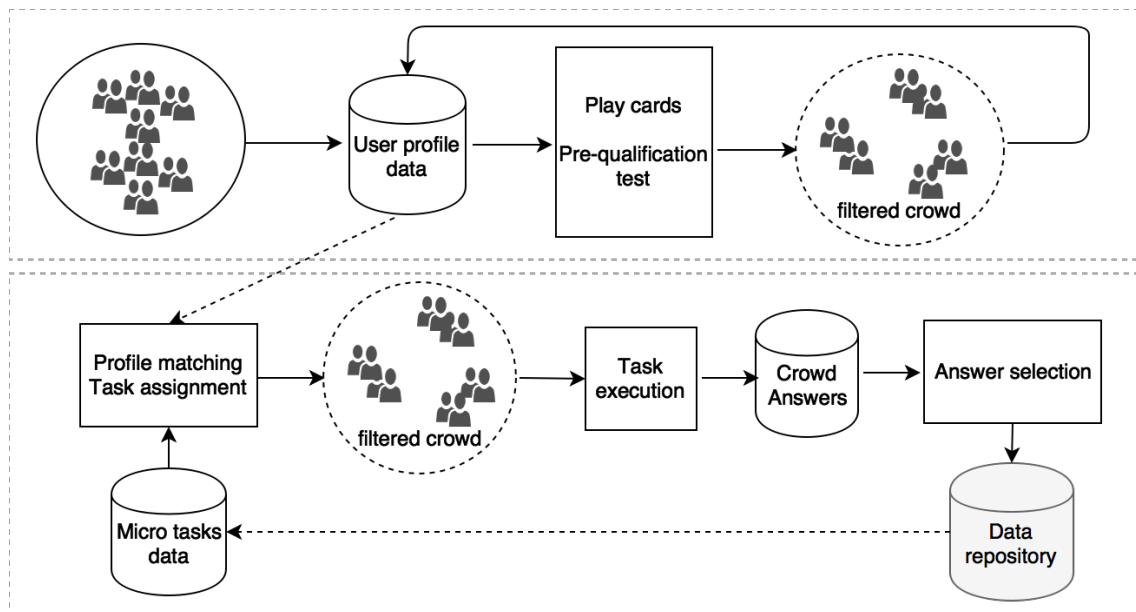 User profile
data
Play cards
Pre-qualification
test
filtered crowd
Profile matching
Task assignment
filtered crowd
Task
execution
Crowd
Answers
Answer selection
Micro tasks
data
Data
repository